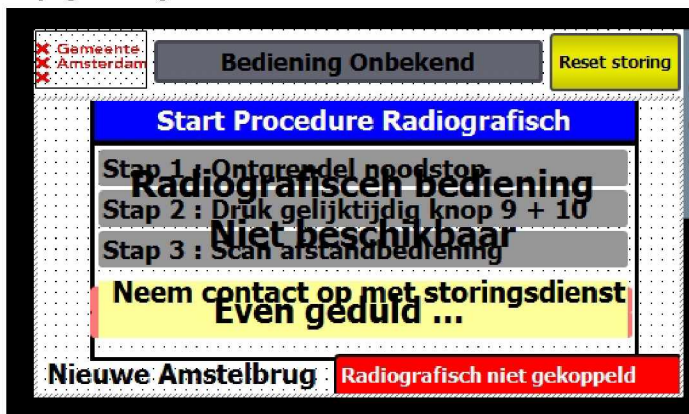 Gemeente
Amsterdam
Bediening Onbekend
Reset storing
Start Procedure Radiografisch
Stap 1 : Ontgrendel noodstop
Radiografisceh bediening
Stap 2 : Druk gelijktijdig knop 9 + 10
Niet beschikbaar
Stap 3 : Scan afstandbediening
Neem contact op met storingsdienst
Even geduld ...
Nieuwe Amstelbrug
Radiografisch niet gekoppeld